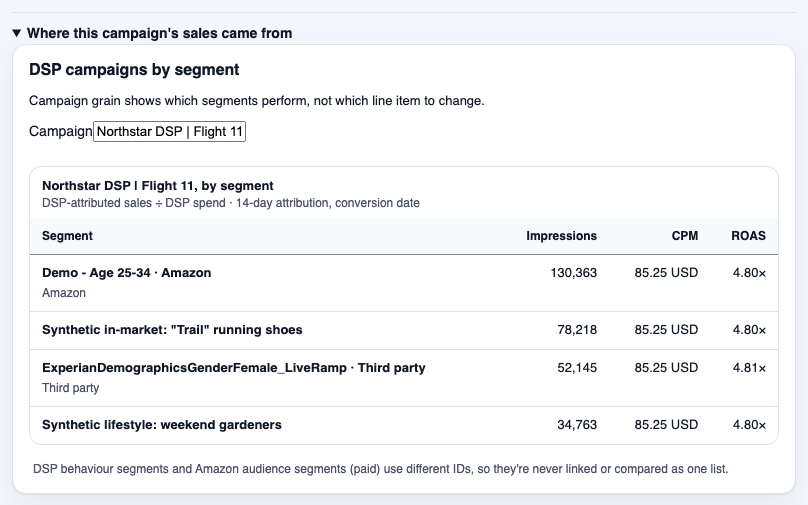 ▼ Where this campaign's sales came from
DSP campaigns by segment
Campaign grain shows which segments perform, not which line item to change.
Campaign Northstar DSP | Flight 11
Northstar DSP | Flight 11, by segment
DSP-attributed sales ÷ DSP spend · 14-day attribution, conversion date
Segment Impressions CPM ROAS
Demo - Age 25-34 · Amazon 130,363 85.25 USD 4.80×
Amazon
Synthetic in-market: "Trail" running shoes 78,218 85.25 USD 4.80×
ExperianDemographicsGenderFemale_LiveRamp · Third party 52,145 85.25 USD 4.81×
Third party
Synthetic lifestyle: weekend gardeners 34,763 85.25 USD 4.80×
DSP behaviour segments and Amazon audience segments (paid) use different IDs, so they're never linked or compared as one list.